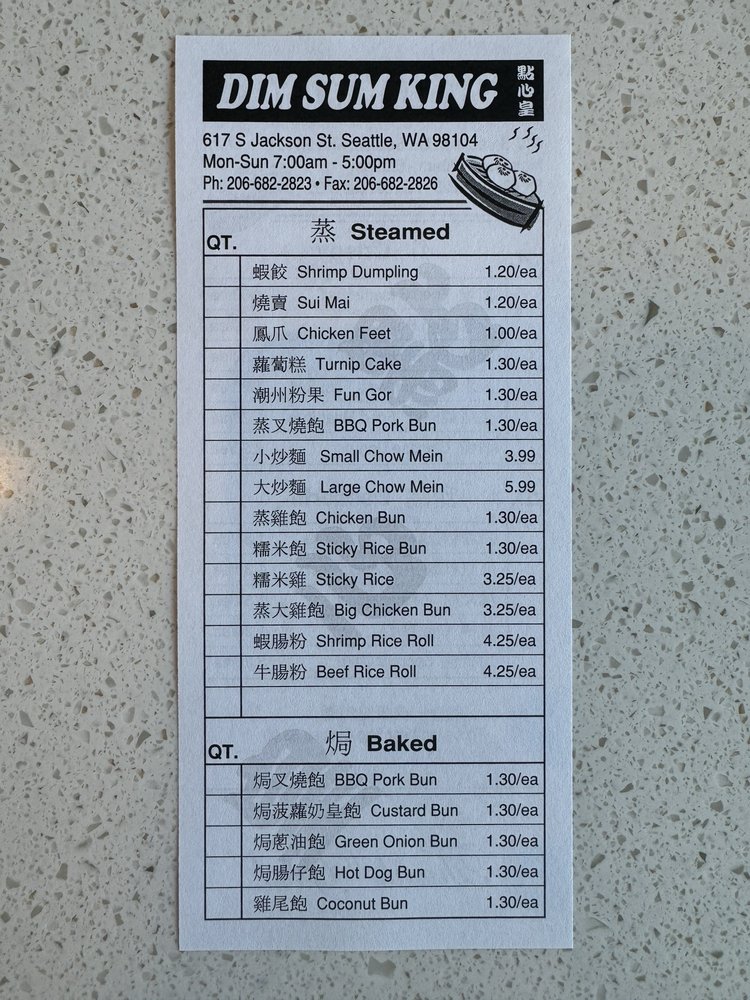 DIM SUM KING 點心皇
617 S Jackson St. Seattle, WA 98104
Mon-Sun 7:00am - 5:00pm
Ph: 206-682-2823 • Fax: 206-682-2826
QT. 蒸 Steamed
蝦餃 Shrimp Dumpling 1.20/ea
燒賣 Sui Mai 1.20/ea
鳳爪 Chicken Feet 1.00/ea
蘿蔔糕 Turnip Cake 1.30/ea
潮州粉果 Fun Gor 1.30/ea
蒸叉燒飽 BBQ Pork Bun 1.30/ea
小炒麵 Small Chow Mein 3.99
大炒麵 Large Chow Mein 5.99
蒸雞飽 Chicken Bun 1.30/ea
糯米飽 Sticky Rice Bun 1.30/ea
糯米雞 Sticky Rice 3.25/ea
蒸大雞飽 Big Chicken Bun 3.25/ea
蝦腸粉 Shrimp Rice Roll 4.25/ea
牛腸粉 Beef Rice Roll 4.25/ea
QT. 焗 Baked
焗叉燒飽 BBQ Pork Bun 1.30/ea
焗菠蘿奶皇飽 Custard Bun 1.30/ea
焗蔥油飽 Green Onion Bun 1.30/ea
焗腸仔飽 Hot Dog Bun 1.30/ea
雞尾飽 Coconut Bun 1.30/ea